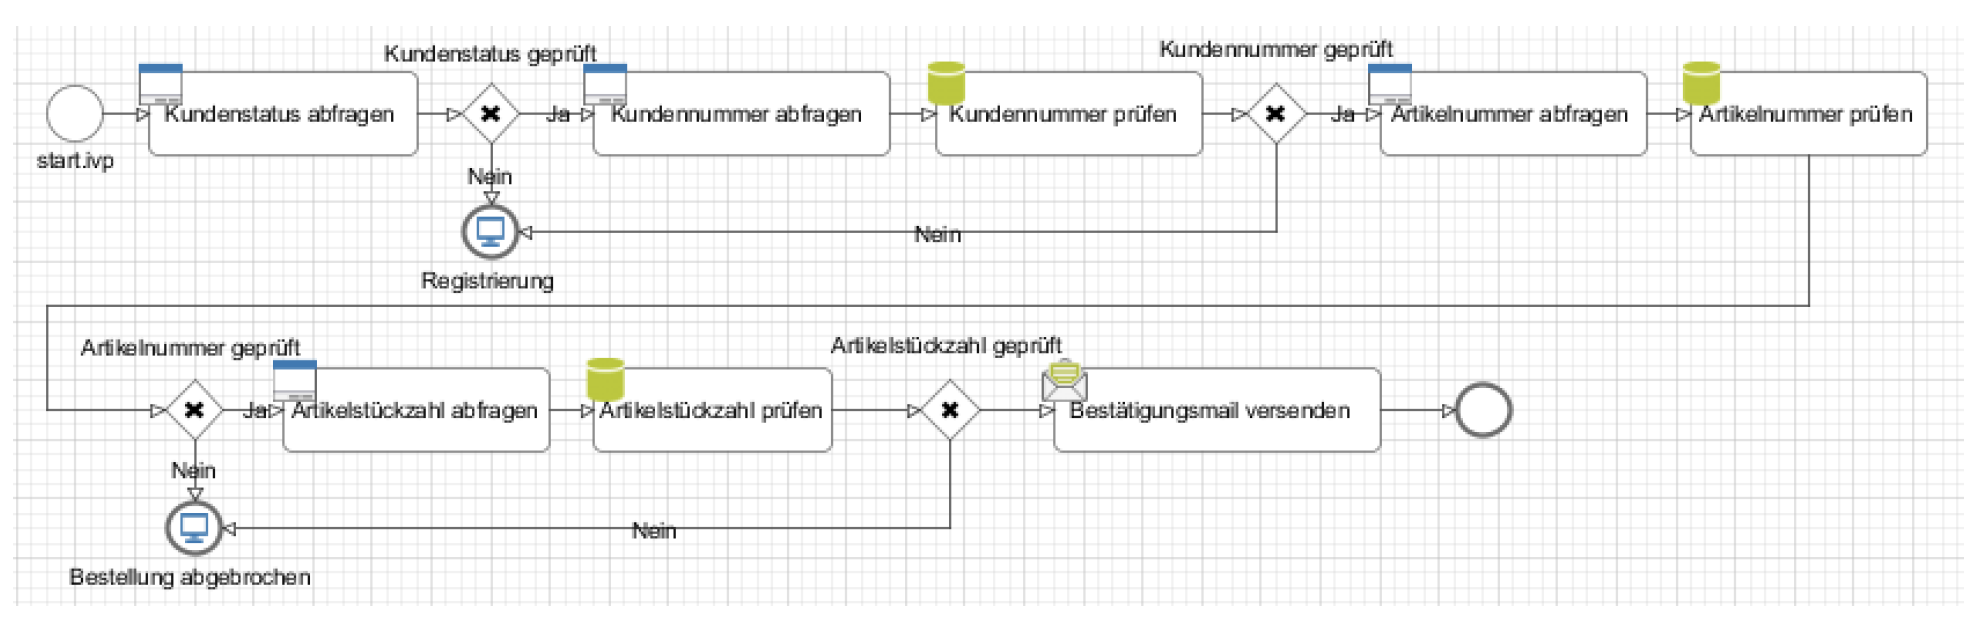 Kundenstatus geprüft
Kundennummer geprüft
Kundenstatus abfragen
Ja
Kundennummer abfragen
Kundennummer prüfen
Ja
Artikelnummer abfragen
Artikelnummer prüfen
start.ivp
Nein
Nein
Registrierung
Artikelnummer geprüft
Artikelstückzahl geprüft
Ja
Artikelstückzahl abfragen
Artikelstückzahl prüfen
Bestätigungsmail versenden
Nein
Nein
Bestellung abgebrochen